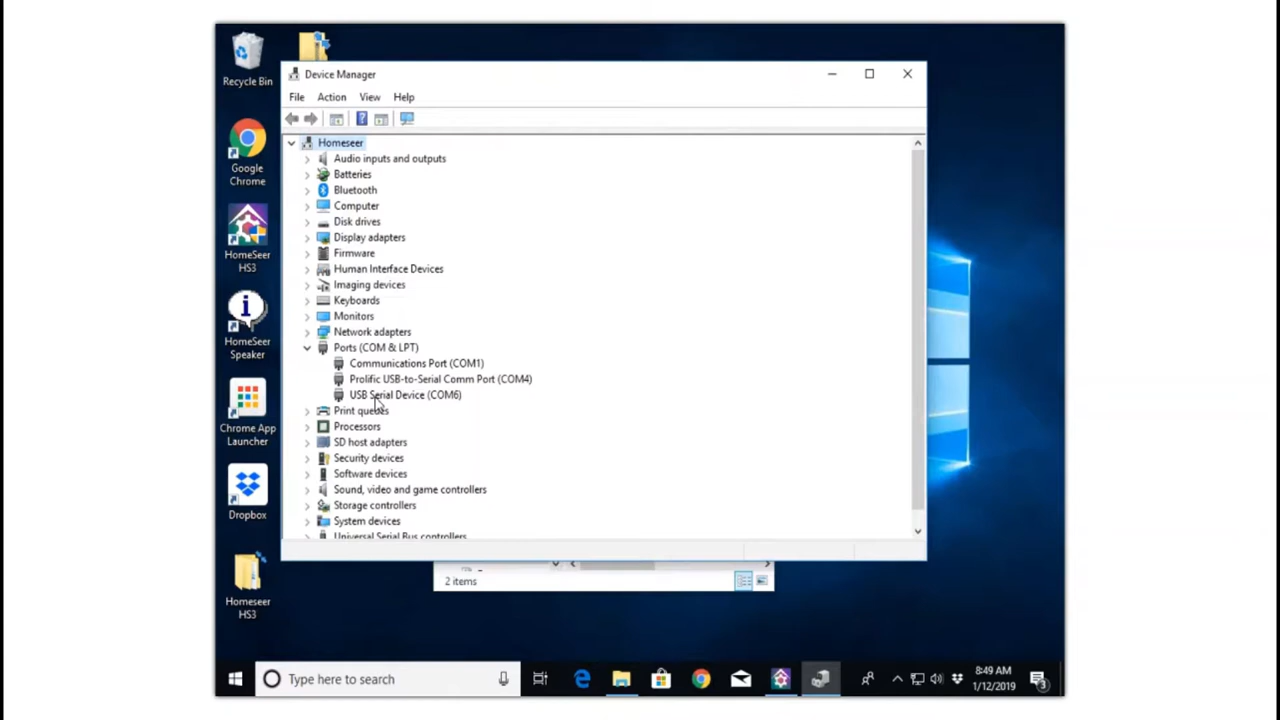 Recycle Bin
Google
Chrome
HomeSeer
HS3
HomeSeer
Speaker
Chrome App
Launcher
Dropbox
Homeseer
HS3
Device Manager
File Action View Help
Homeseer
Audio inputs and outputs
Batteries
Bluetooth
Computer
Disk drives
Display adapters
Firmware
Human Interface Devices
Imaging devices
Keyboards
Monitors
Network adapters
Ports (COM & LPT)
Communications Port (COM1)
Prolific USB-to-Serial Comm Port (COM4)
USB Serial Device (COM6)
Print queues
Processors
SD host adapters
Security devices
Software devices
Sound, video and game controllers
Storage controllers
System devices
Universal Serial Bus controllers
2 items
Type here to search
8:49 AM
1/12/2019
3